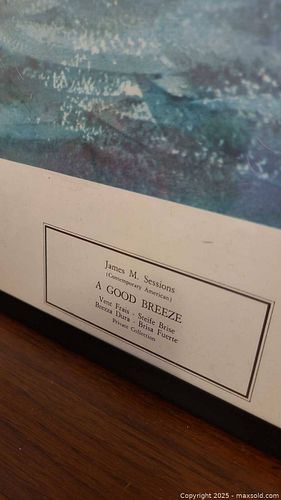 James M. Sessions
(Contemporary American)
A GOOD BREEZE
Vent Frais - Steife Brise
Brezza Dura - Brisa Fuerte
Private Collection
Copyright 2025 - maxsold.com